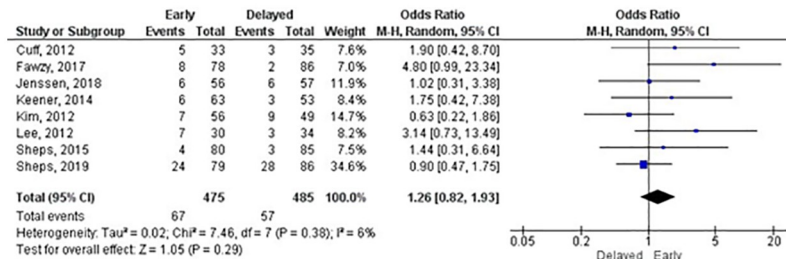 Early Delayed Odds Ratio Odds Ratio
Study or Subgroup Events Total Events Total Weight M-H, Random, 95% CI M-H, Random, 95% CI
Cuff, 2012 5 33 3 35 7.6% 1.90 [0.42, 8.70]
Fawzy, 2017 8 78 2 86 7.2% 4.80 [0.99, 23.34]
Jenssen, 2018 6 56 6 57 11.9% 1.02 [0.31, 3.38]
Keener, 2014 6 63 3 53 8.2% 1.75 [0.42, 7.38]
Kim, 2012 7 56 9 49 14.7% 0.63 [0.22, 1.86]
Lee, 2012 7 30 3 34 8.2% 3.14 [0.73, 13.49]
Sheps, 2015 4 80 3 85 7.5% 1.44 [0.31, 6.64]
Sheps, 2019 24 79 28 86 34.6% 0.90 [0.47, 1.75]
Total (95% CI) 475 485 100.0% 1.26 [0.82, 1.93]
Total events 67 57
Heterogeneity: Tau² = 0.02; Chi² = 7.46, df = 7 (P = 0.38); I² = 6%
Test for overall effect: Z = 1.05 (P = 0.29)
0.05 0.2 1 5 20
Delayed Early